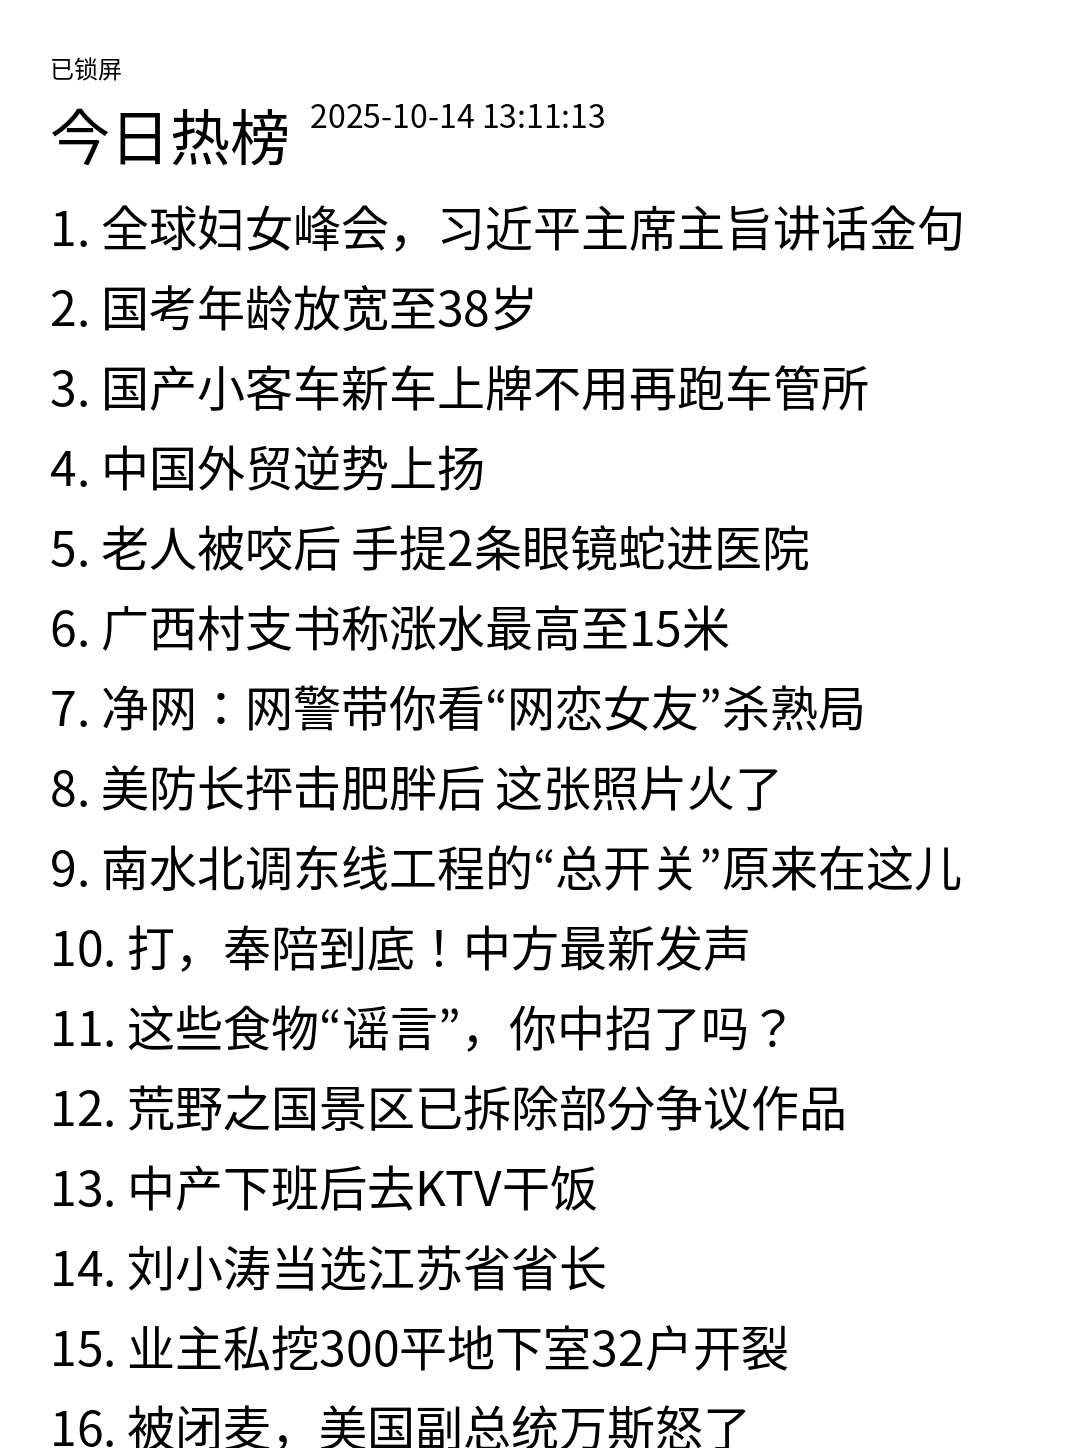 已锁屏
今日热榜 2025-10-14 13:11:13
1. 全球妇女峰会，习近平主席主旨讲话金句
2. 国考年龄放宽至38岁
3. 国产小客车新车上牌不用再跑车管所
4. 中国外贸逆势上扬
5. 老人被咬后 手提2条眼镜蛇进医院
6. 广西村支书称涨水最高至15米
7. 净网：网警带你看“网恋女友”杀熟局
8. 美防长抨击肥胖后 这张照片火了
9. 南水北调东线工程的“总开关”原来在这儿
10. 打，奉陪到底！中方最新发声
11. 这些食物“谣言”，你中招了吗？
12. 荒野之国景区已拆除部分争议作品
13. 中产下班后去KTV干饭
14. 刘小涛当选江苏省省长
15. 业主私挖300平地下室32户开裂
16. 被闭麦，美国副总统万斯怒了